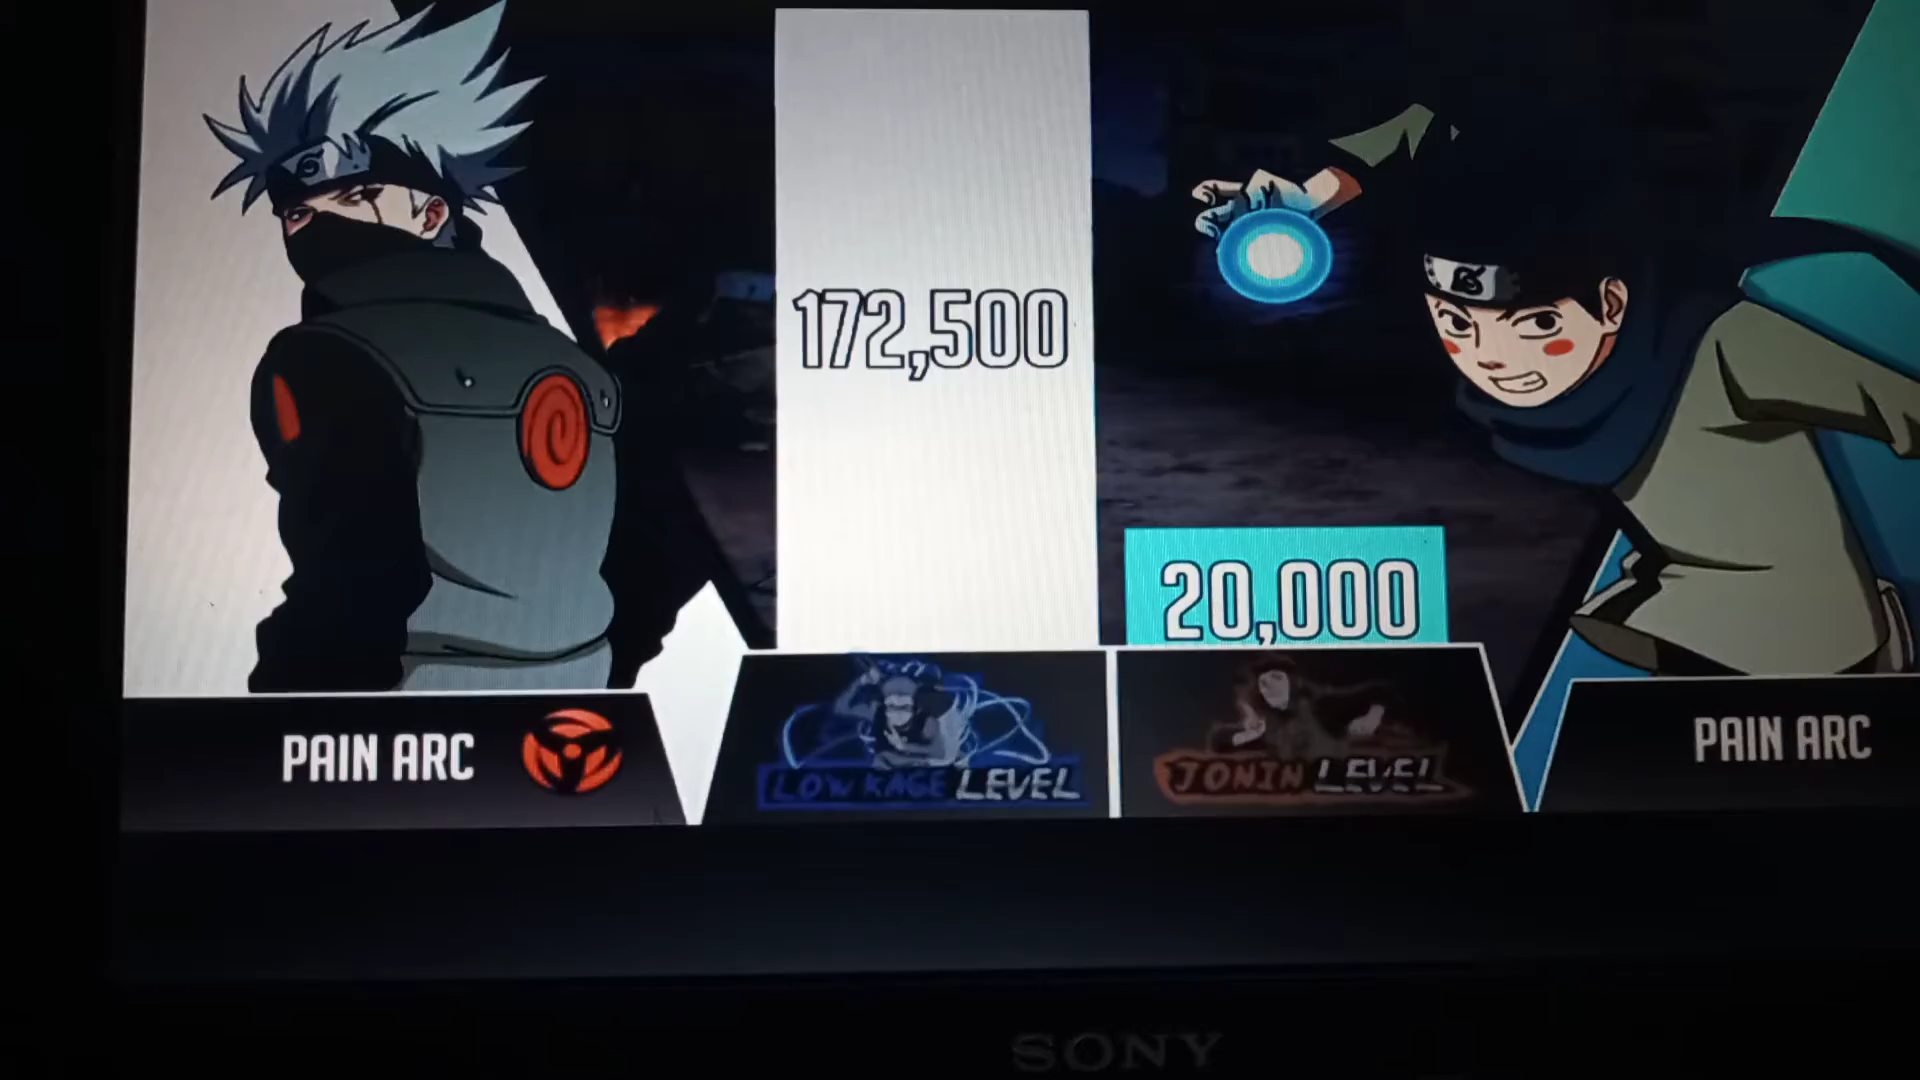 172,500
20,000
PAIN ARC
LOW KAGE LEVEL
JONIN LEVEL
PAIN ARC
SONY